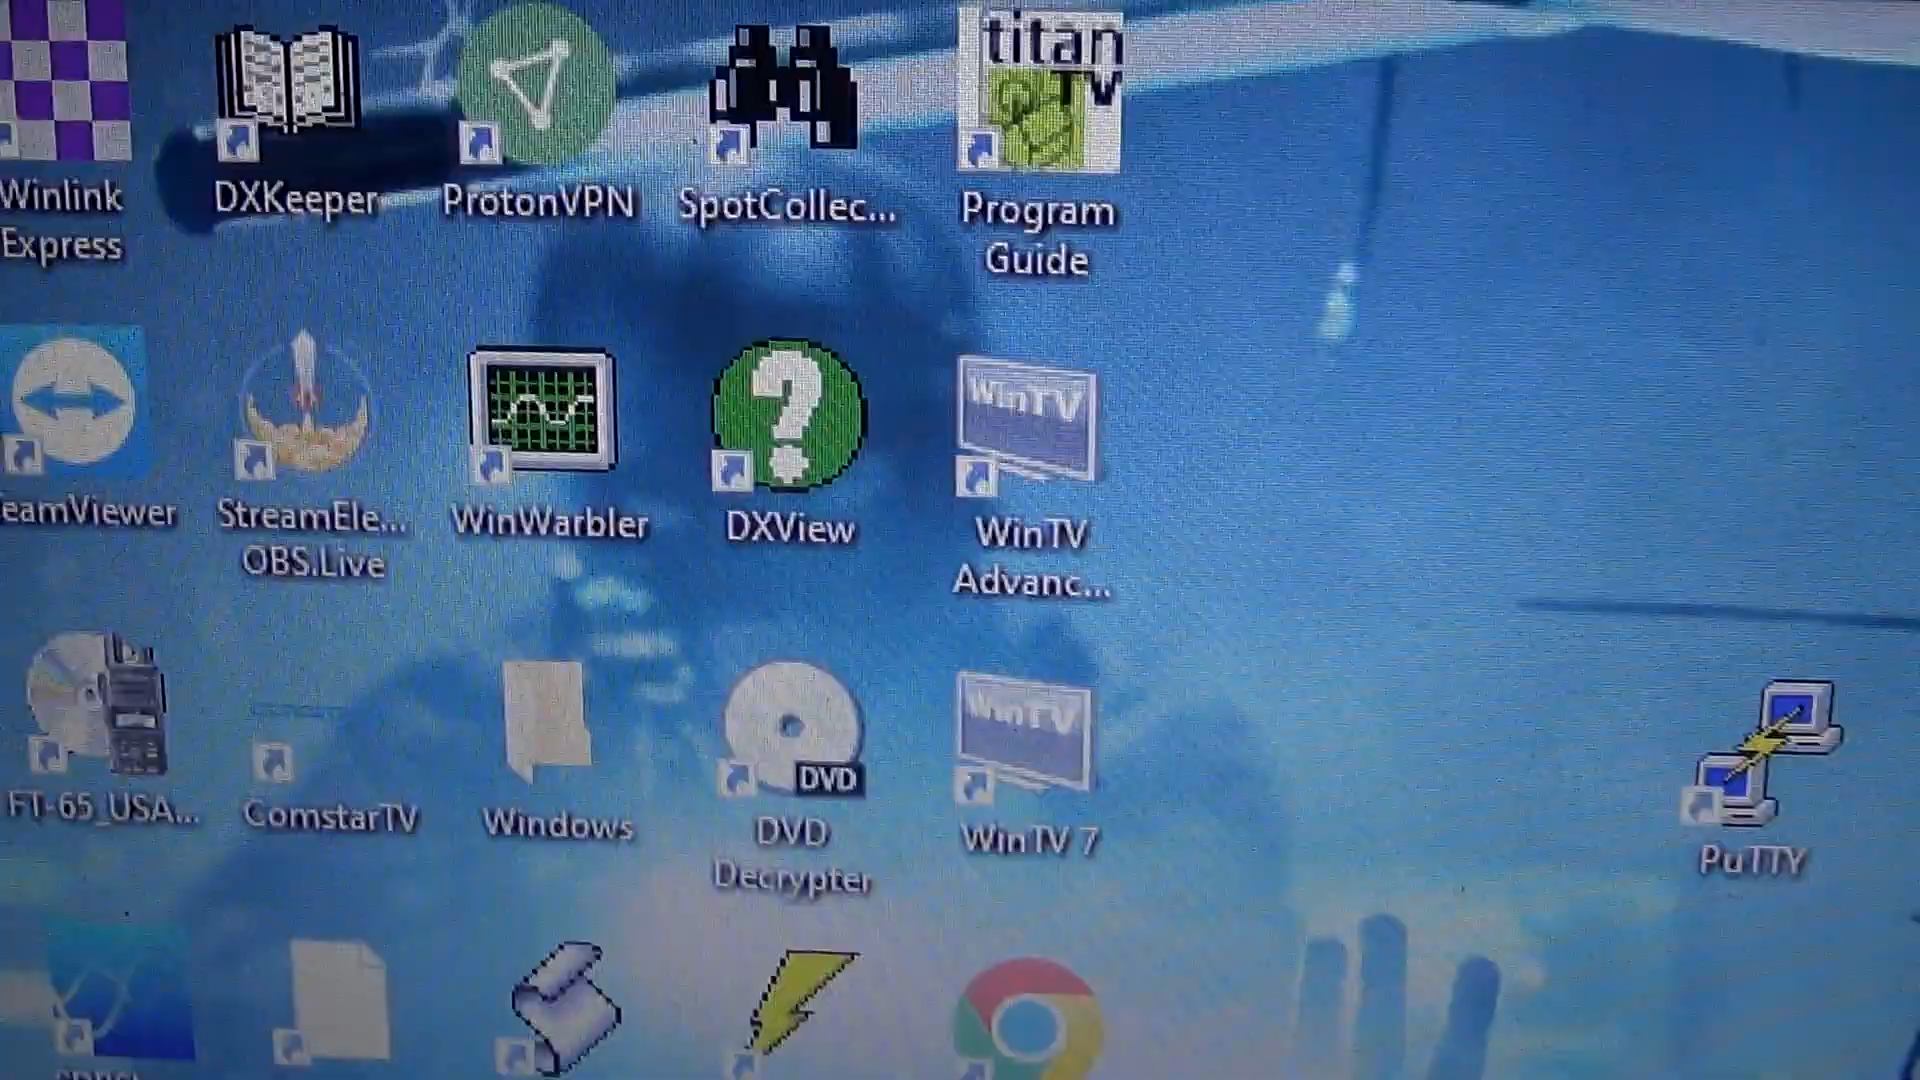 titan
TV
Winlink
Express
DXKeeper
ProtonVPN
SpotCollec...
Program
Guide
WinTV
eamViewer
StreamEle...
OBS.Live
WinWarbler
DXView
WinTV
Advanc...
WinTV
DVD
FT-65_USA...
ComstarTV
Windows
DVD
Decrypter
WinTV 7
PuTTY